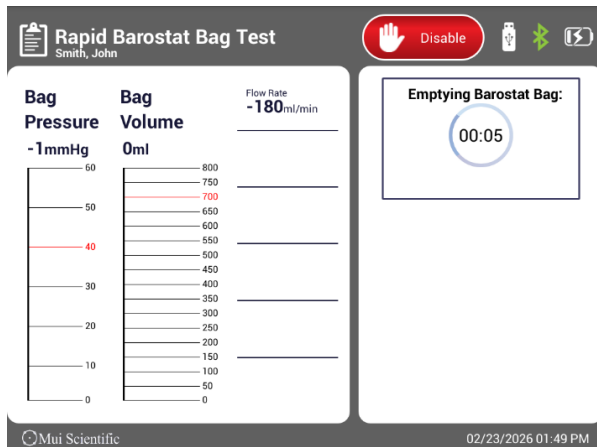 Rapid Barostat Bag Test
Smith, John
Disable
Bag Pressure
-1mmHg
60
50
40
30
20
10
0
Bag Volume
0ml
800
750
700
650
600
550
500
450
400
350
300
250
200
150
100
50
0
Flow Rate
-180ml/min
Emptying Barostat Bag:
00:05
Mui Scientific
02/23/2026 01:49 PM